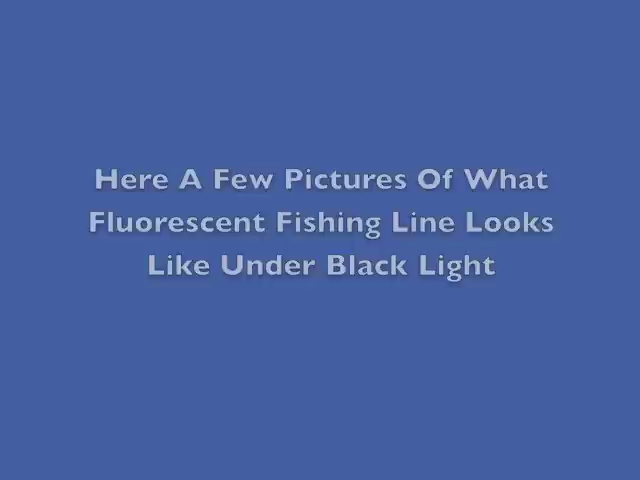 Here A Few Pictures Of What
Fluorescent Fishing Line Looks
Like Under Black Light